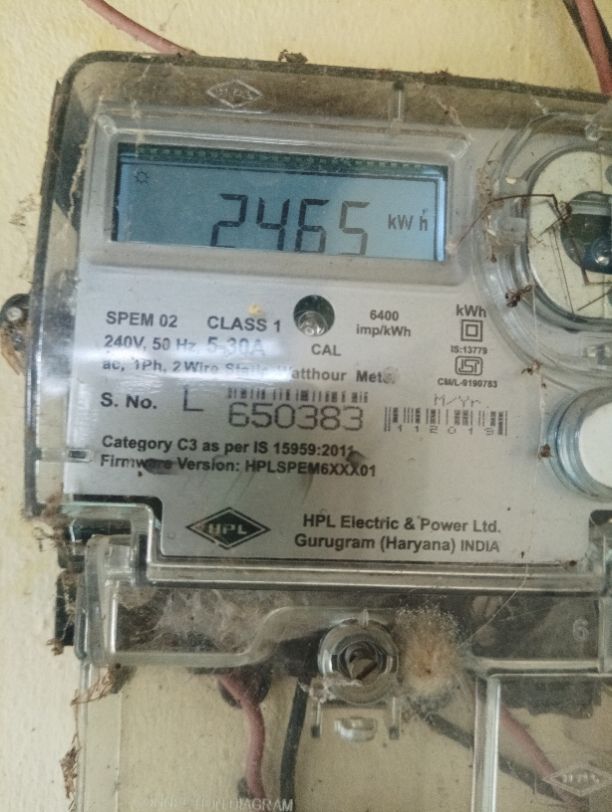 2465 kWh
SPEM 02 CLASS 1
240V, 50 Hz 5-30A
ac, 1Ph, 2 Wire Static Watthour Meter
CAL
6400
imp/kWh
kWh
IS:13779
CM/L-9190783
S. No. L 650383
M/Yr.
112019
Category C3 as per IS 15959:2011
Firmware Version: HPLSPEM6XXX01
HPL
HPL Electric & Power Ltd.
Gurugram (Haryana) INDIA
6
CONNECTION DIAGRAM